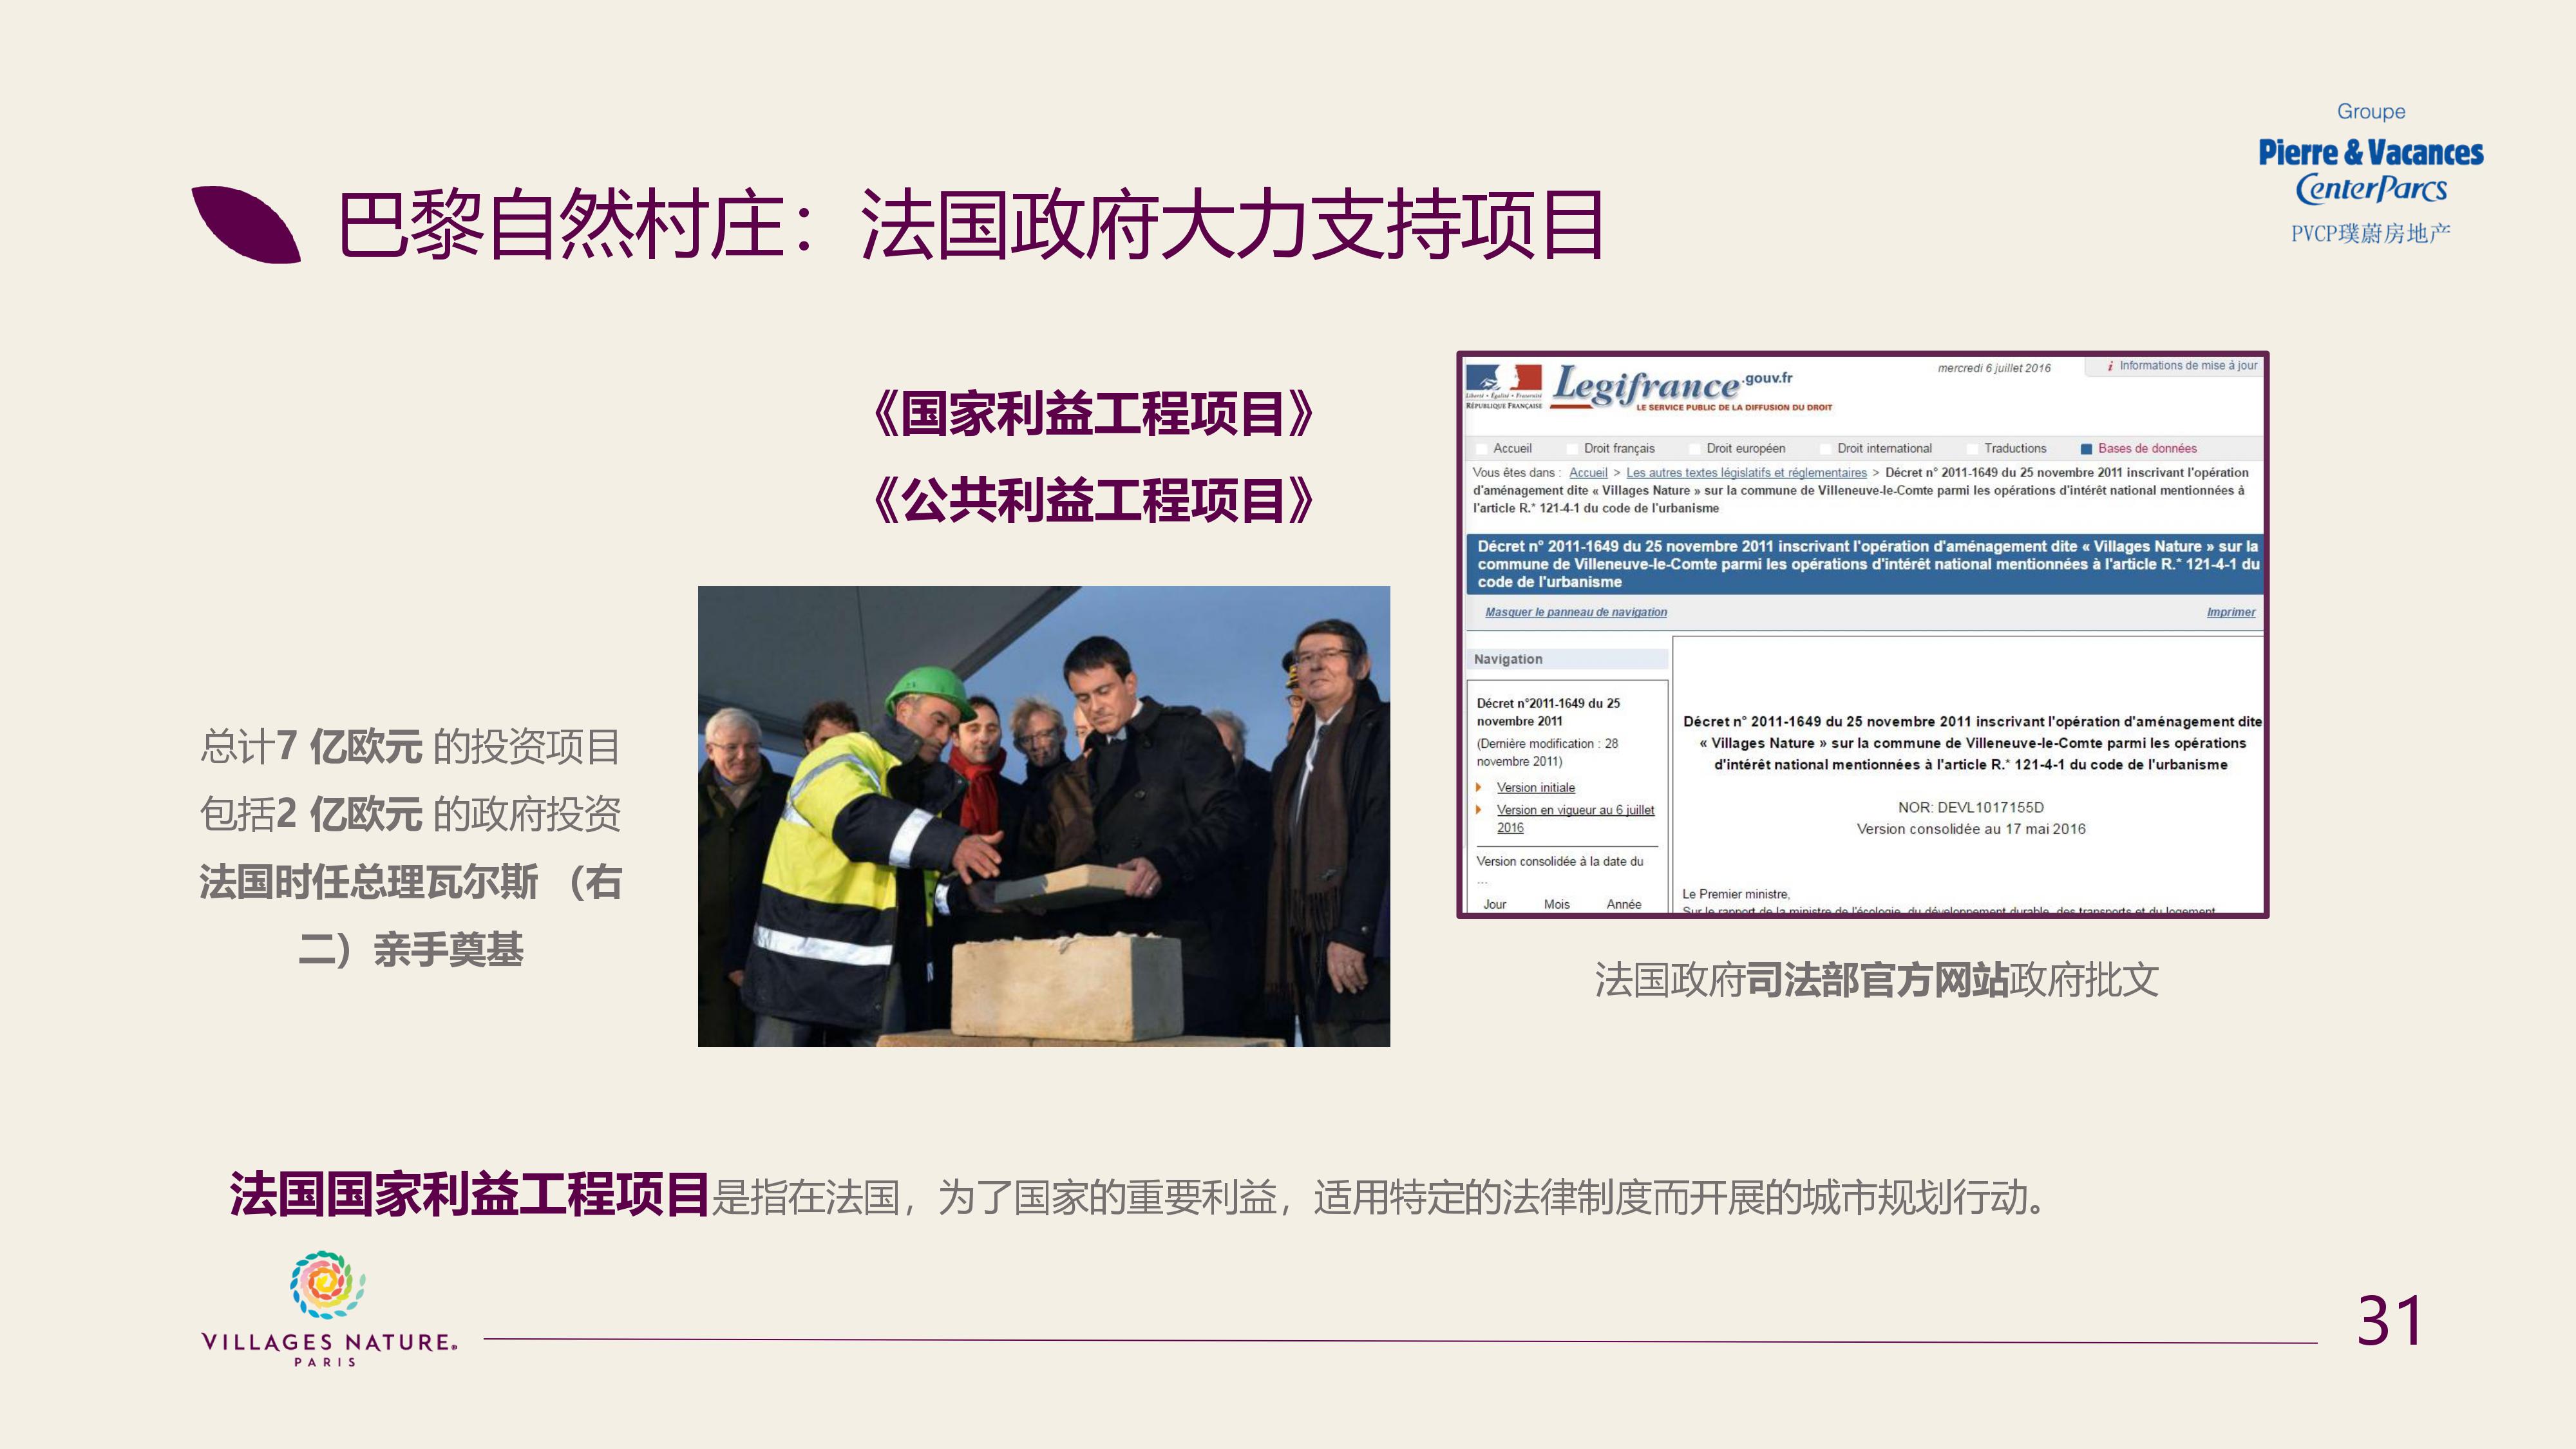 Groupe
Pierre & Vacances
CenterParcs
PVCP璞蔚房地产
巴黎自然村庄：法国政府大力支持项目
《国家利益工程项目》
《公共利益工程项目》
总计7 亿欧元 的投资项目
包括2 亿欧元 的政府投资
法国时任总理瓦尔斯 （右
二）亲手奠基
Liberté • Égalité • Fraternité
RÉPUBLIQUE FRANÇAISE
Legifrance.gouv.fr
LE SERVICE PUBLIC DE LA DIFFUSION DU DROIT
mercredi 6 juillet 2016
i Informations de mise à jour
Accueil Droit français Droit européen Droit international Traductions Bases de données
Vous êtes dans : Accueil > Les autres textes législatifs et réglementaires > Décret n° 2011-1649 du 25 novembre 2011 inscrivant l'opération
d'aménagement dite « Villages Nature » sur la commune de Villeneuve-le-Comte parmi les opérations d'intérêt national mentionnées à
l'article R.* 121-4-1 du code de l'urbanisme
Décret n° 2011-1649 du 25 novembre 2011 inscrivant l'opération d'aménagement dite « Villages Nature » sur la
commune de Villeneuve-le-Comte parmi les opérations d'intérêt national mentionnées à l'article R.* 121-4-1 du
code de l'urbanisme
Masquer le panneau de navigation Imprimer
Navigation
Décret n°2011-1649 du 25
novembre 2011
(Dernière modification : 28
novembre 2011)
Version initiale
Version en vigueur au 6 juillet
2016
Version consolidée à la date du
...
Jour Mois Année
Décret n° 2011-1649 du 25 novembre 2011 inscrivant l'opération d'aménagement dite
« Villages Nature » sur la commune de Villeneuve-le-Comte parmi les opérations
d'intérêt national mentionnées à l'article R.* 121-4-1 du code de l'urbanisme
NOR: DEVL1017155D
Version consolidée au 17 mai 2016
Le Premier ministre,
Sur le rapport de la ministre de l'écologie, du développement durable, des transports et du logement,
法国政府司法部官方网站政府批文
法国国家利益工程项目是指在法国，为了国家的重要利益，适用特定的法律制度而开展的城市规划行动。
VILLAGES NATURE®
PARIS
31